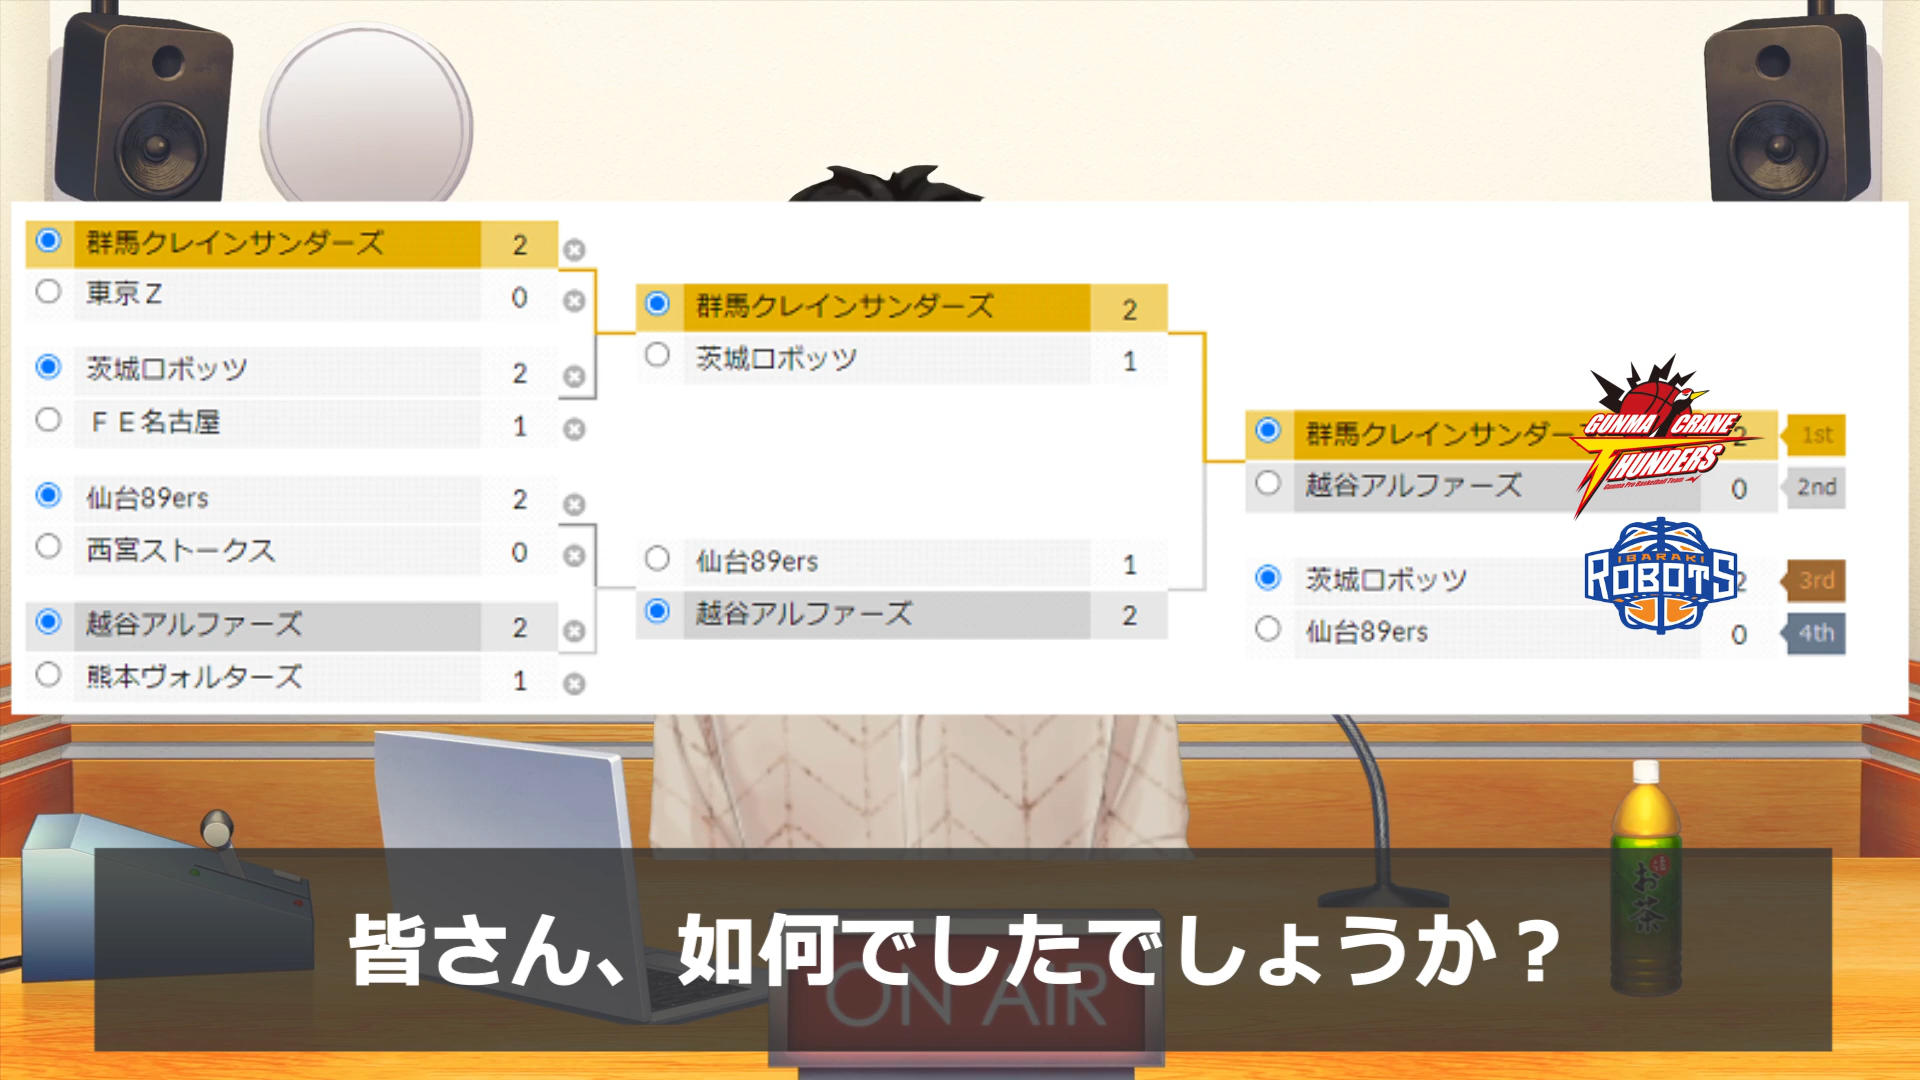 群馬クレインサンダーズ 2
東京Ｚ 0
茨城ロボッツ 2
ＦＥ名古屋 1
仙台89ers 2
西宮ストークス 0
越谷アルファーズ 2
熊本ヴォルターズ 1
群馬クレインサンダーズ 2
茨城ロボッツ 1
仙台89ers 1
越谷アルファーズ 2
群馬クレインサンダー 2 1st
越谷アルファーズ 0 2nd
茨城ロボッツ 2 3rd
仙台89ers 0 4th
GUNMA CRANE
THUNDERS
Gunma Pro Basketball Team
IBARAKI
ROBOTS
お茶
皆さん、如何でしたでしょうか？
ON AIR